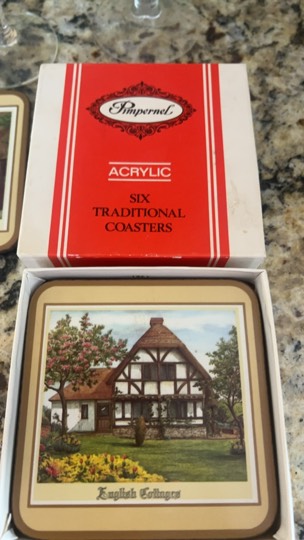 Pimpernel
ACRYLIC
SIX
TRADITIONAL
COASTERS
English Cottages